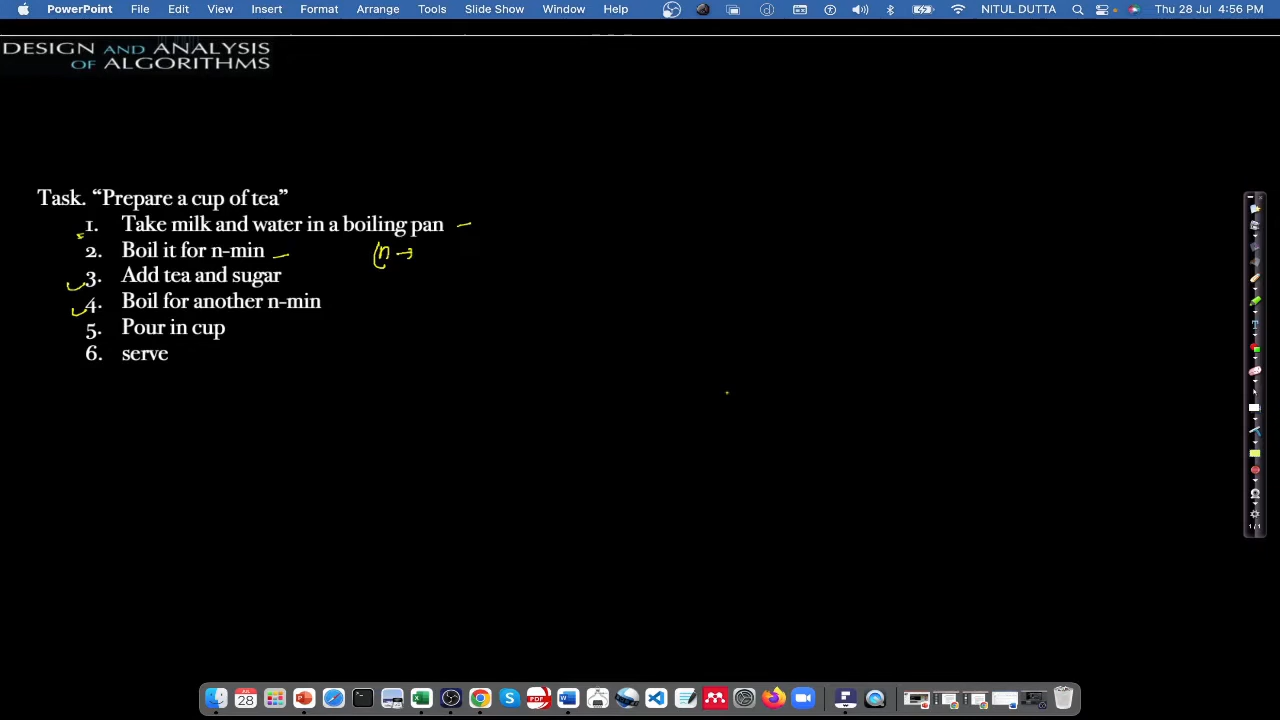 PowerPoint File Edit View Insert Format Arrange Tools Slide Show Window Help NITUL DUTTA Thu 28 Jul 4:56 PM
DESIGN AND ANALYSIS
OF ALGORITHMS
Task. “Prepare a cup of tea”
1. Take milk and water in a boiling pan
2. Boil it for n-min (n →
3. Add tea and sugar
4. Boil for another n-min
5. Pour in cup
6. serve